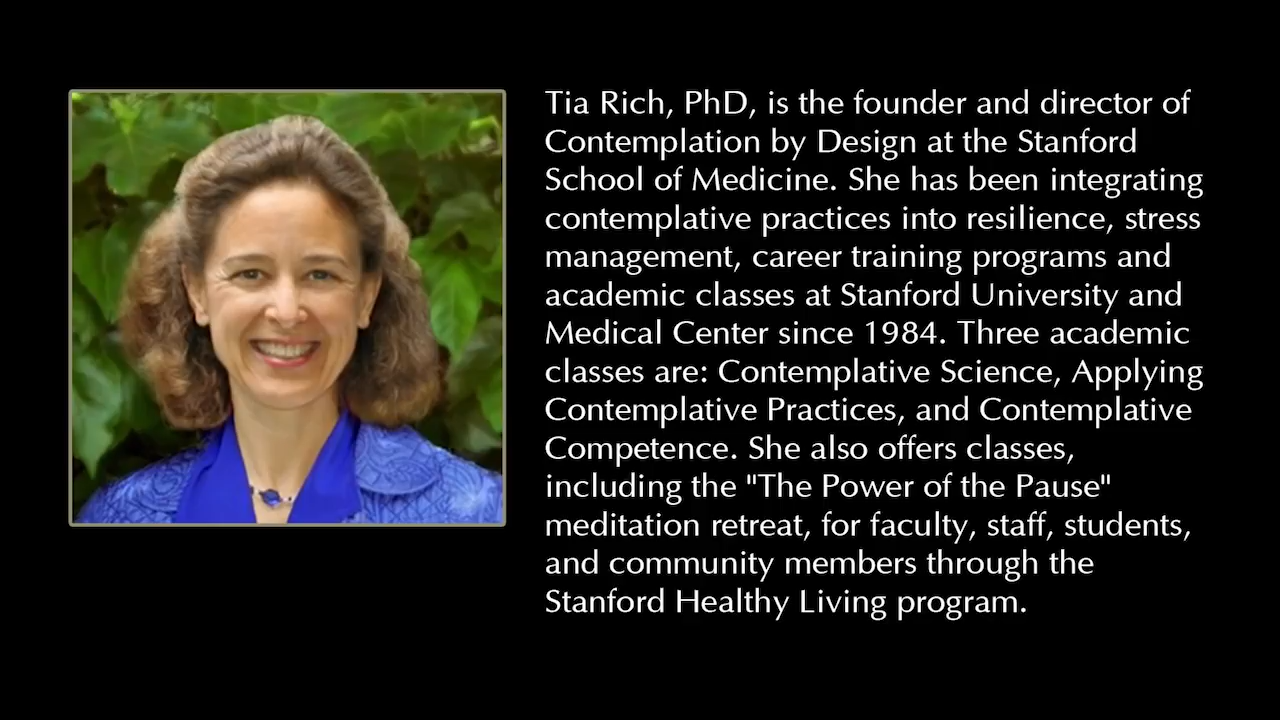 Tia Rich, PhD, is the founder and director of
Contemplation by Design at the Stanford
School of Medicine. She has been integrating
contemplative practices into resilience, stress
management, career training programs and
academic classes at Stanford University and
Medical Center since 1984. Three academic
classes are: Contemplative Science, Applying
Contemplative Practices, and Contemplative
Competence. She also offers classes,
including the "The Power of the Pause"
meditation retreat, for faculty, staff, students,
and community members through the
Stanford Healthy Living program.